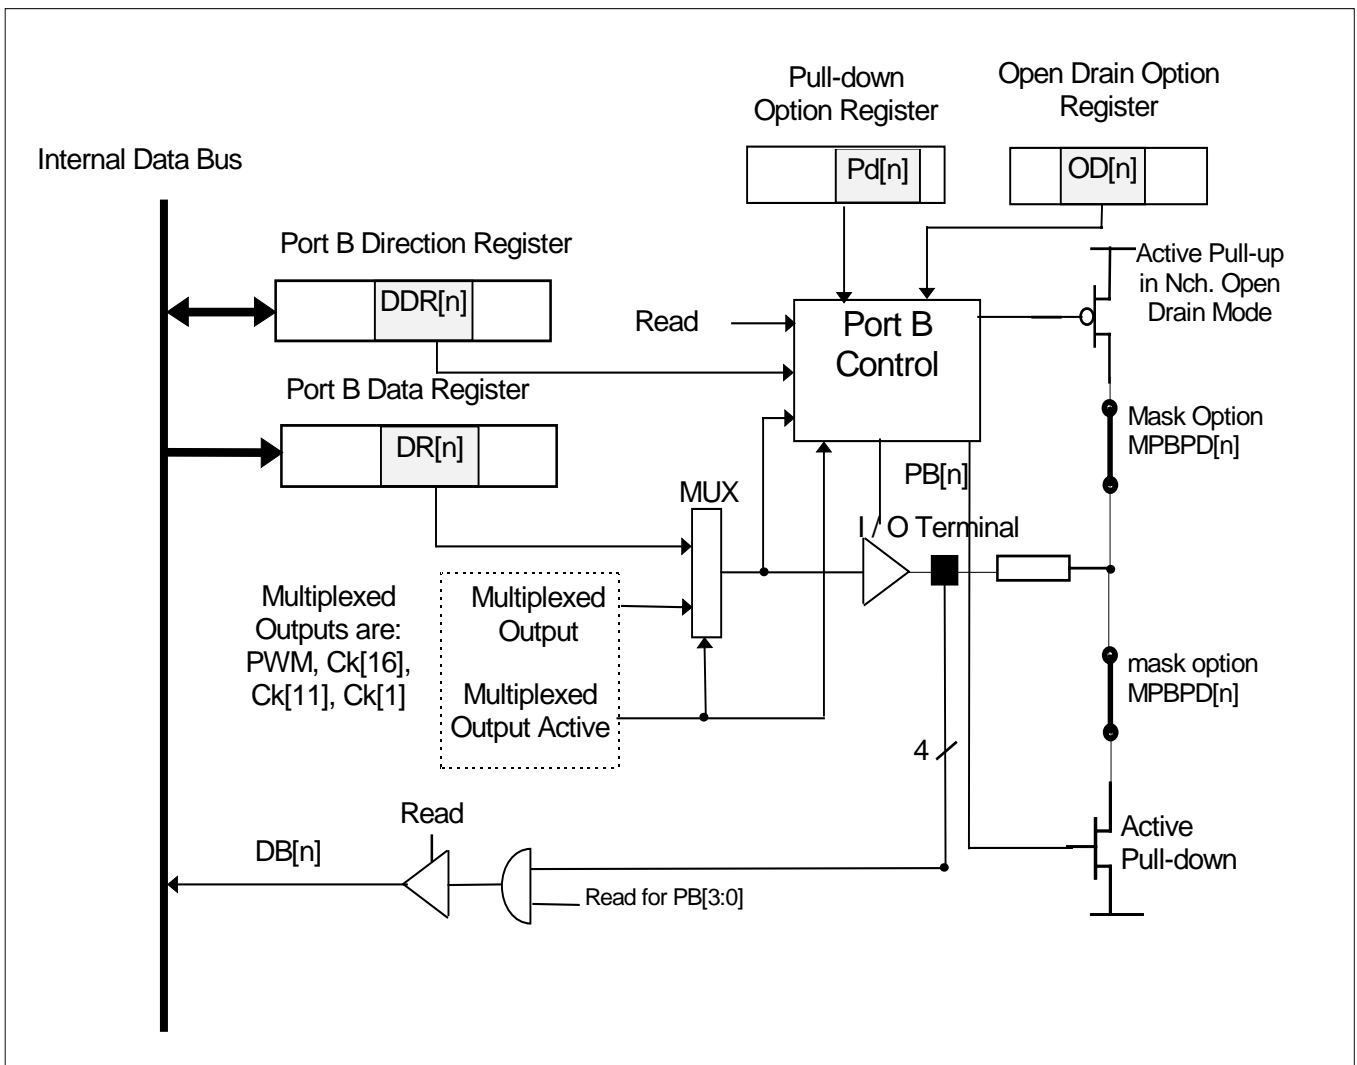 Pull-down
Option Register
Open Drain Option
Register
Internal Data Bus
Pd[n]
OD[n]
Port B Direction Register
DDR[n]
Active Pull-up
in Nch. Open
Drain Mode
Read
Port B
Control
Port B Data Register
DR[n]
Mask Option
MPBPD[n]
PB[n]
MUX
I / O Terminal
Multiplexed
Outputs are:
PWM, Ck[16],
Ck[11], Ck[1]
Multiplexed
Output
Multiplexed
Output Active
mask option
MPBPD[n]
4
Read
DB[n]
Read for PB[3:0]
Active
Pull-down